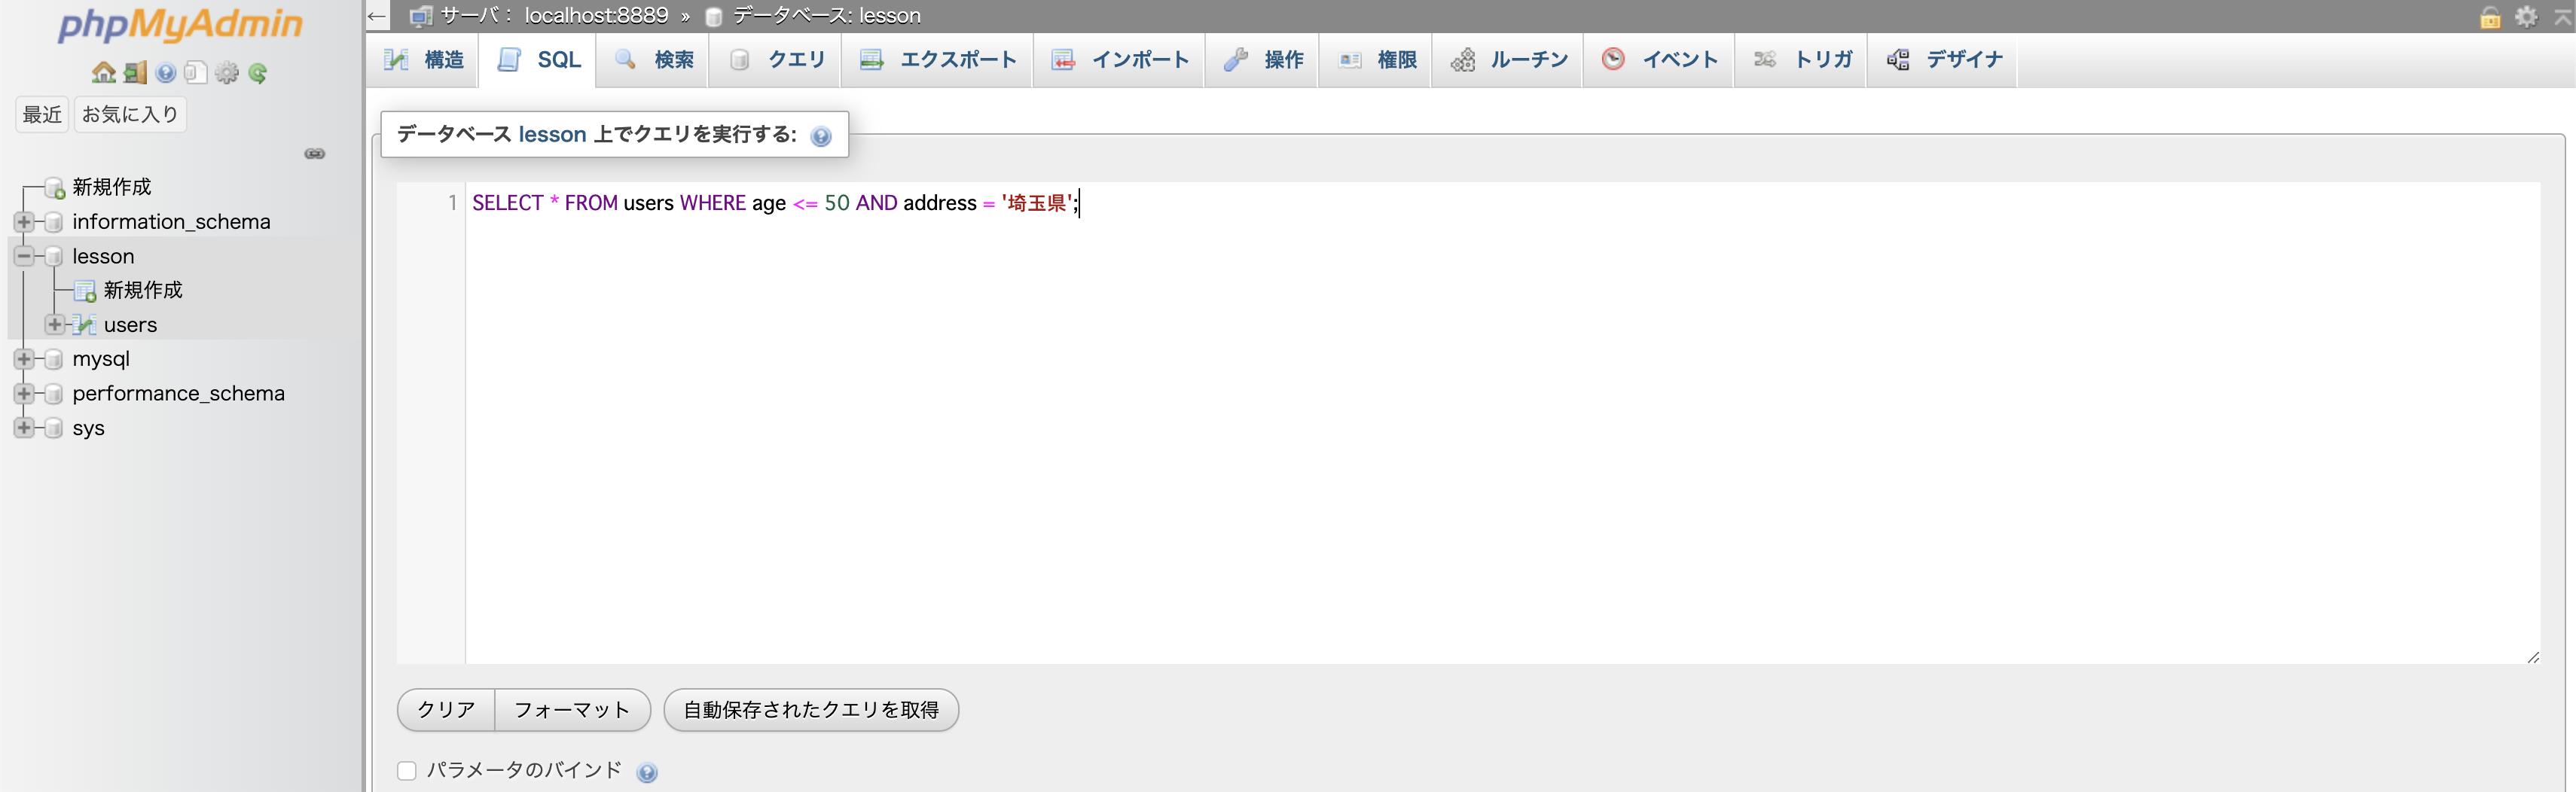 phpMyAdmin
最近 お気に入り
新規作成
information_schema
lesson
新規作成
users
mysql
performance_schema
sys
← サーバ: localhost:8889 » データベース: lesson
構造 SQL 検索 クエリ エクスポート インポート 操作 権限 ルーチン イベント トリガ デザイナ
データベース lesson 上でクエリを実行する:
1 SELECT * FROM users WHERE age <= 50 AND address = '埼玉県';
クリア フォーマット 自動保存されたクエリを取得
パラメータのバインド